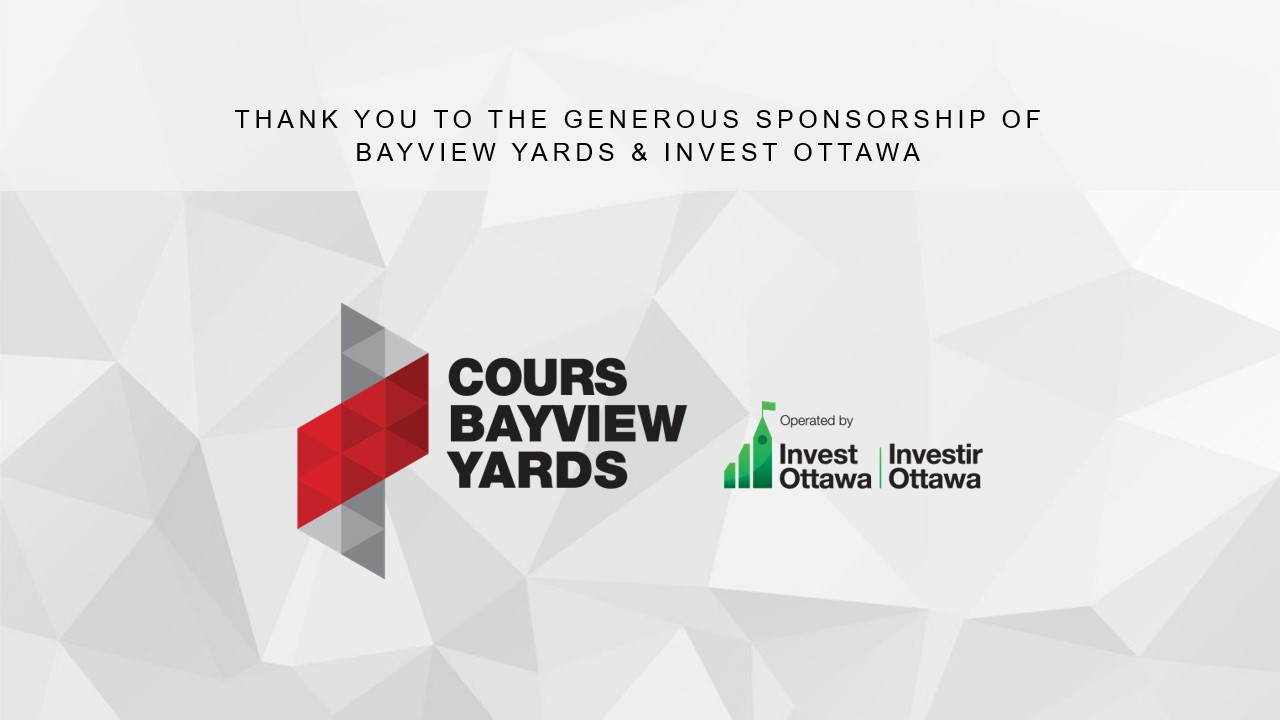 THANK YOU TO THE GENEROUS SPONSORSHIP OF
BAYVIEW YARDS & INVEST OTTAWA
COURS
BAYVIEW
YARDS
Operated by
Invest
Ottawa
Investir
Ottawa